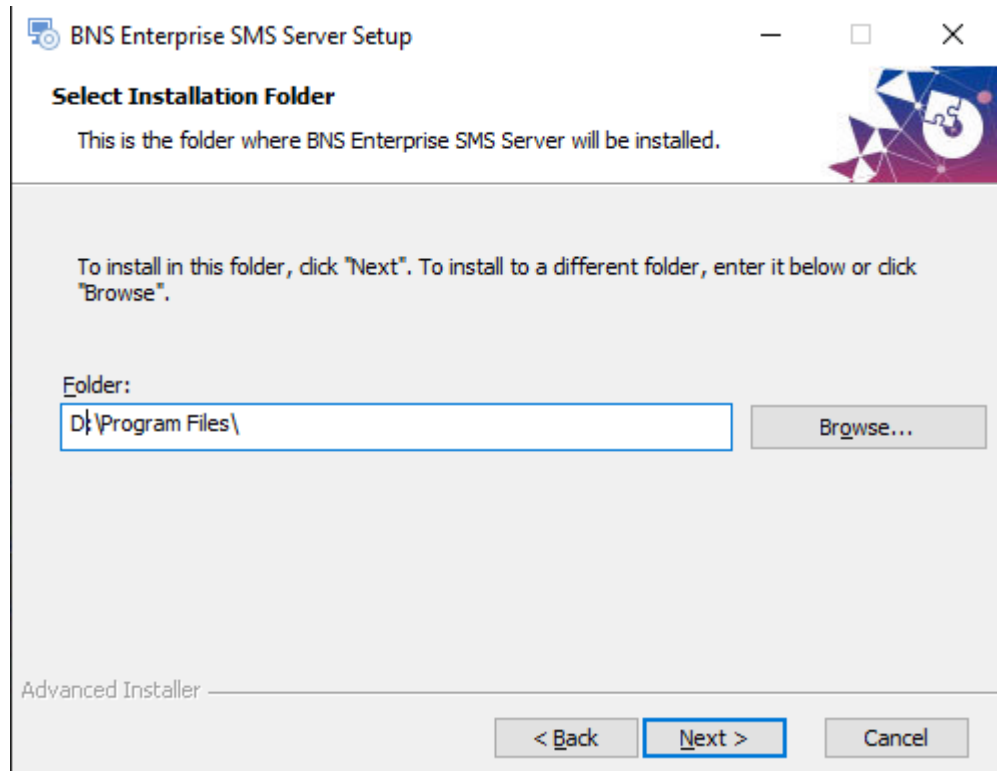 BNS Enterprise SMS Server Setup
Select Installation Folder
This is the folder where BNS Enterprise SMS Server will be installed.
To install in this folder, click "Next". To install to a different folder, enter it below or click
"Browse".
Folder:
D:\Program Files\
Browse...
Advanced Installer
< Back
Next >
Cancel